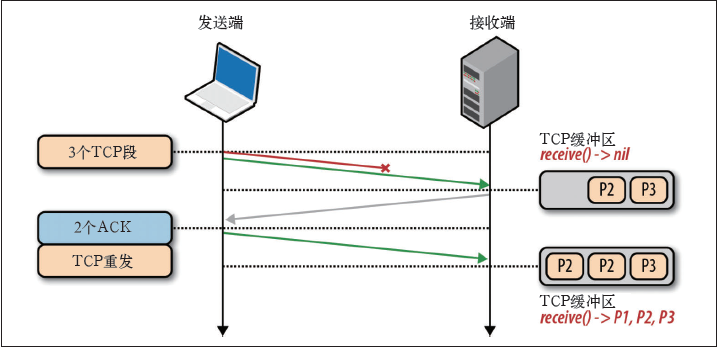 发送端
接收端
3个TCP段
TCP缓冲区
receive() -> nil
P2 P3
2个ACK
TCP重发
P2 P2 P3
TCP缓冲区
receive() -> P1, P2, P3